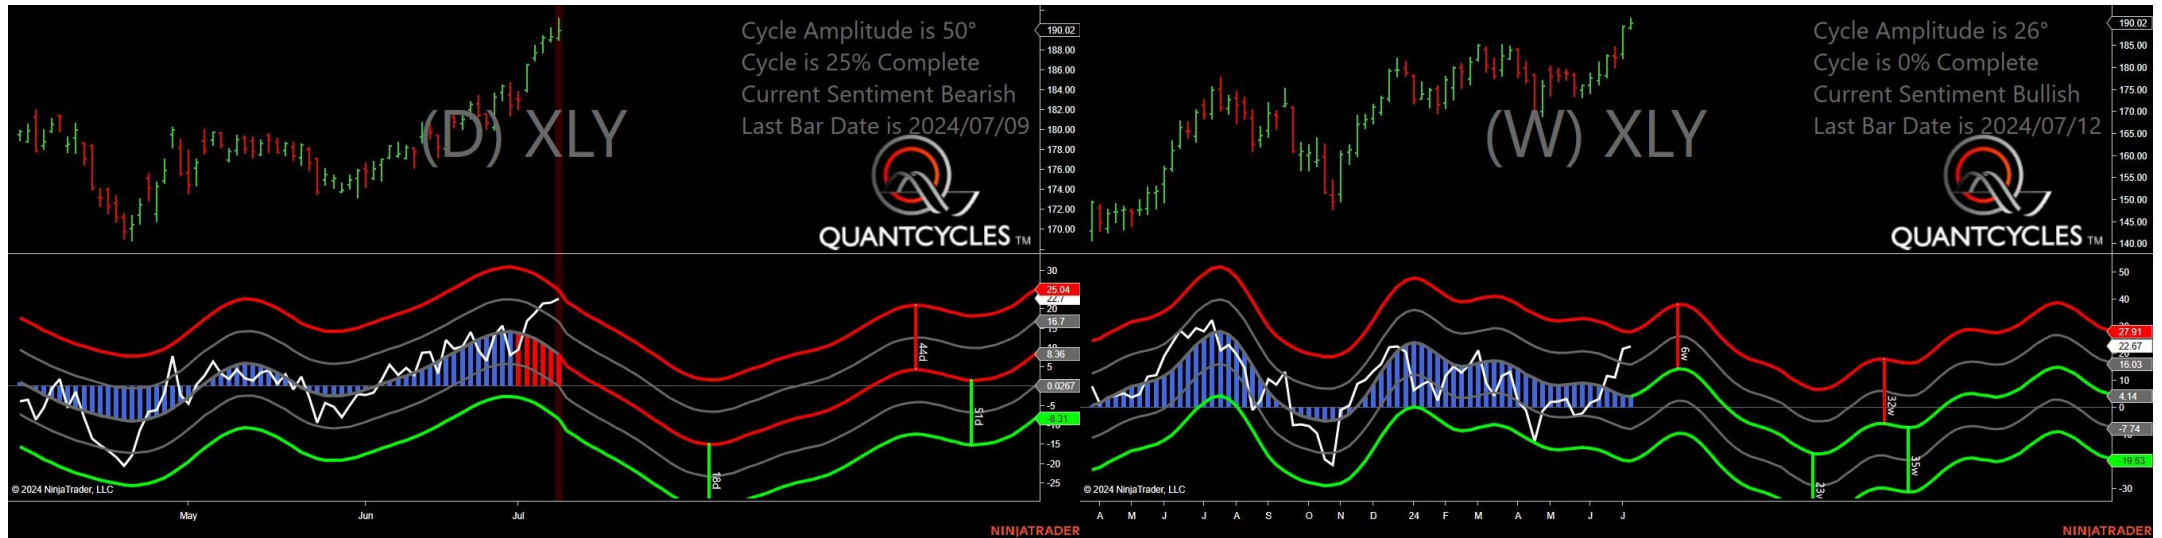 Cycle Amplitude is 50°
Cycle is 25% Complete
Current Sentiment Bearish
Last Bar Date is 2024/07/09
(D) XLY
QUANTCYCLES TM
190.02
188.00
186.00
184.00
182.00
180.00
178.00
176.00
174.00
172.00
170.00
30
25.04
22.7
20
16.7
15
10
8.36
5
0.0267
-5
-8.31
-15
-20
-25
44d
51d
18d
© 2024 NinjaTrader, LLC
May Jun Jul
NINJATRADER
Cycle Amplitude is 26°
Cycle is 0% Complete
Current Sentiment Bullish
Last Bar Date is 2024/07/12
(W) XLY
QUANTCYCLES TM
190.02
185.00
180.00
175.00
170.00
165.00
160.00
155.00
150.00
145.00
140.00
50
40
27.91
22.67
20
16.03
10
4.14
0
-7.74
-19.63
-30
6w
32w
35w
© 2024 NinjaTrader, LLC
A M J J A S O N D 24 F M A M J J
NINJATRADER